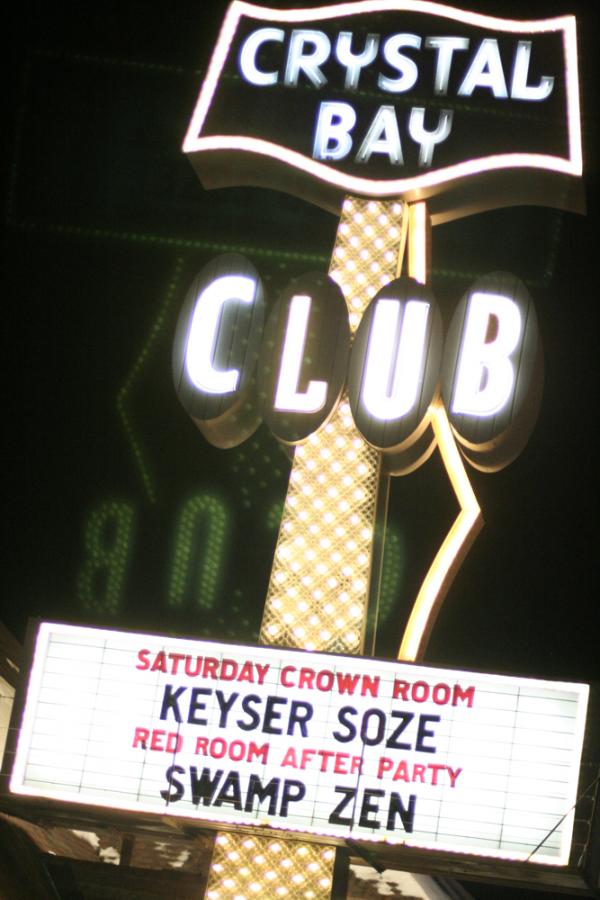 CRYSTAL
BAY
CLUB
SATURDAY CROWN ROOM
KEYSER SOZE
RED ROOM AFTER PARTY
SWAMP ZEN